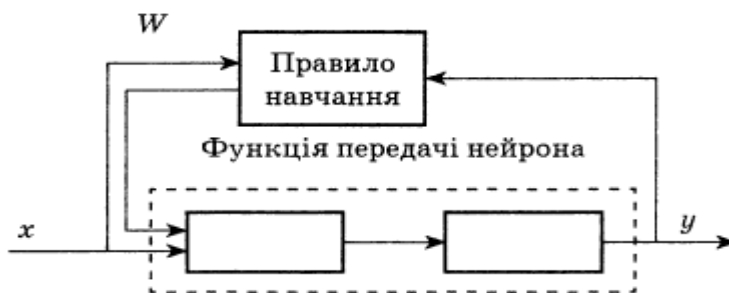 W
Правило
навчання
Функція передачі нейрона
x
y